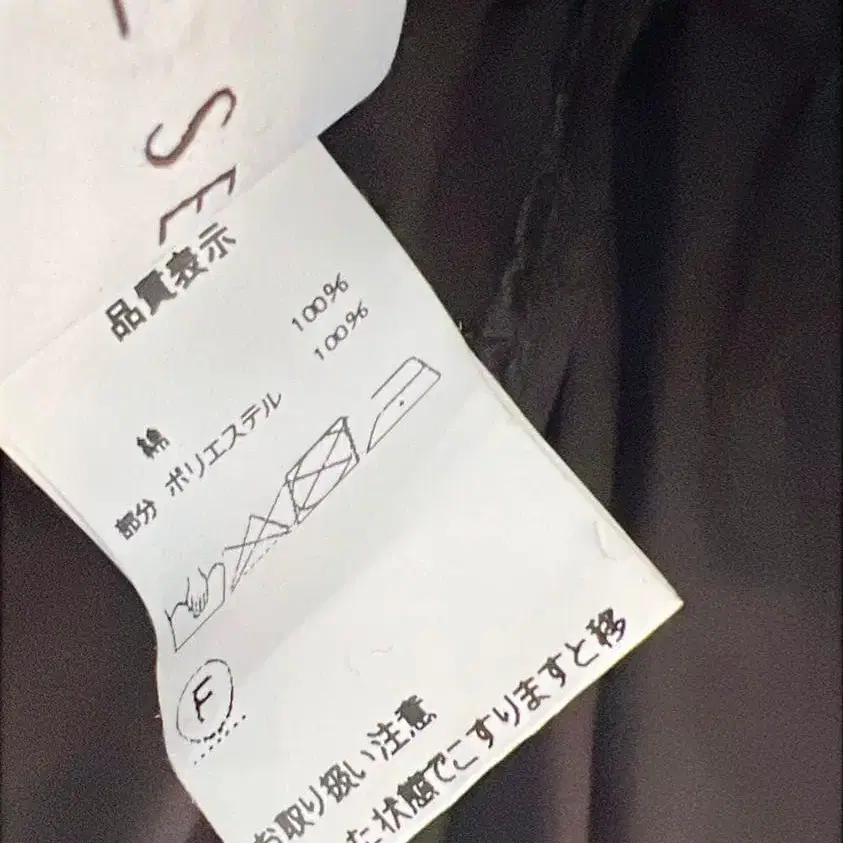 SE
品質表示
綿 100%
部分 ポリエステル 100%
F
お取り扱い注意
た状態でこすりますと移